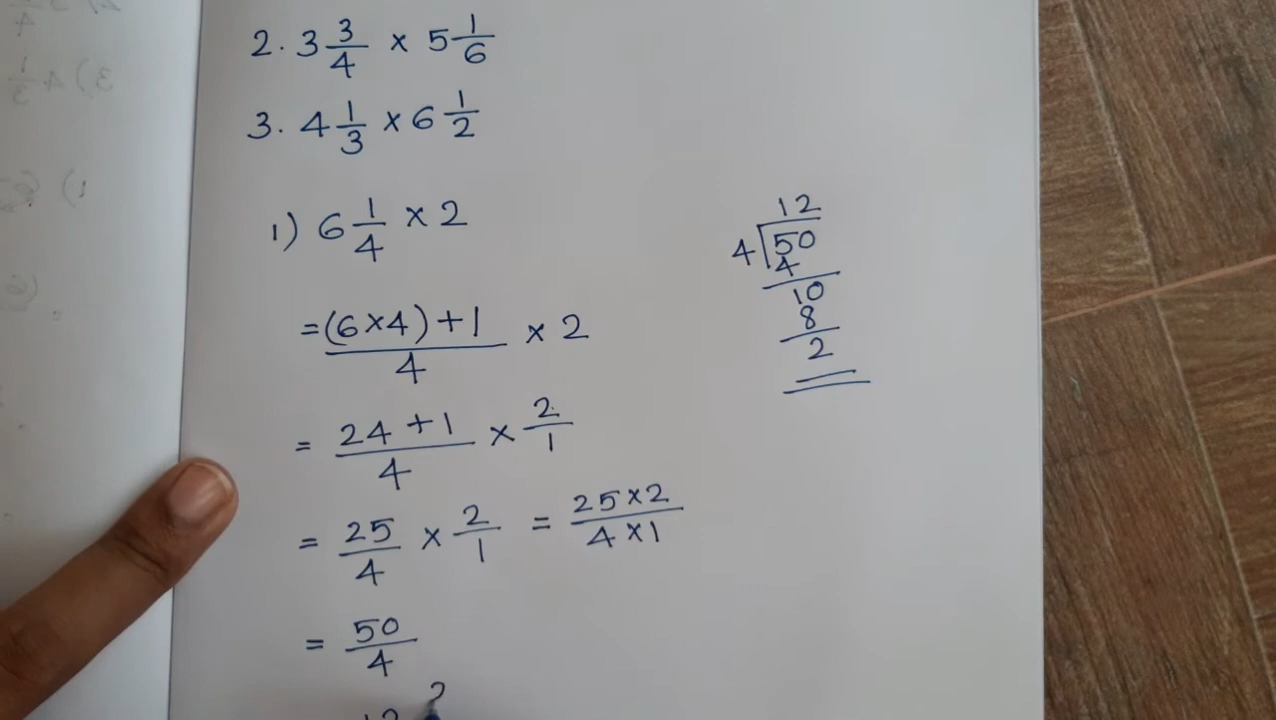 2. 3 3/4 × 5 1/6
3. 4 1/3 × 6 1/2
1) 6 1/4 × 2
= (6×4)+1/4 × 2
= 24+1/4 × 2/1
= 25/4 × 2/1 = 25×2/4×1
= 50/4
12 2
12
4)50
4
10
8
2